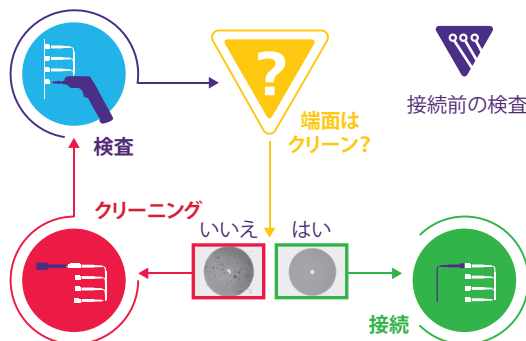 ?
接続前の検査
端面は
クリーン?
検査
クリーニング
いいえ
はい
接続